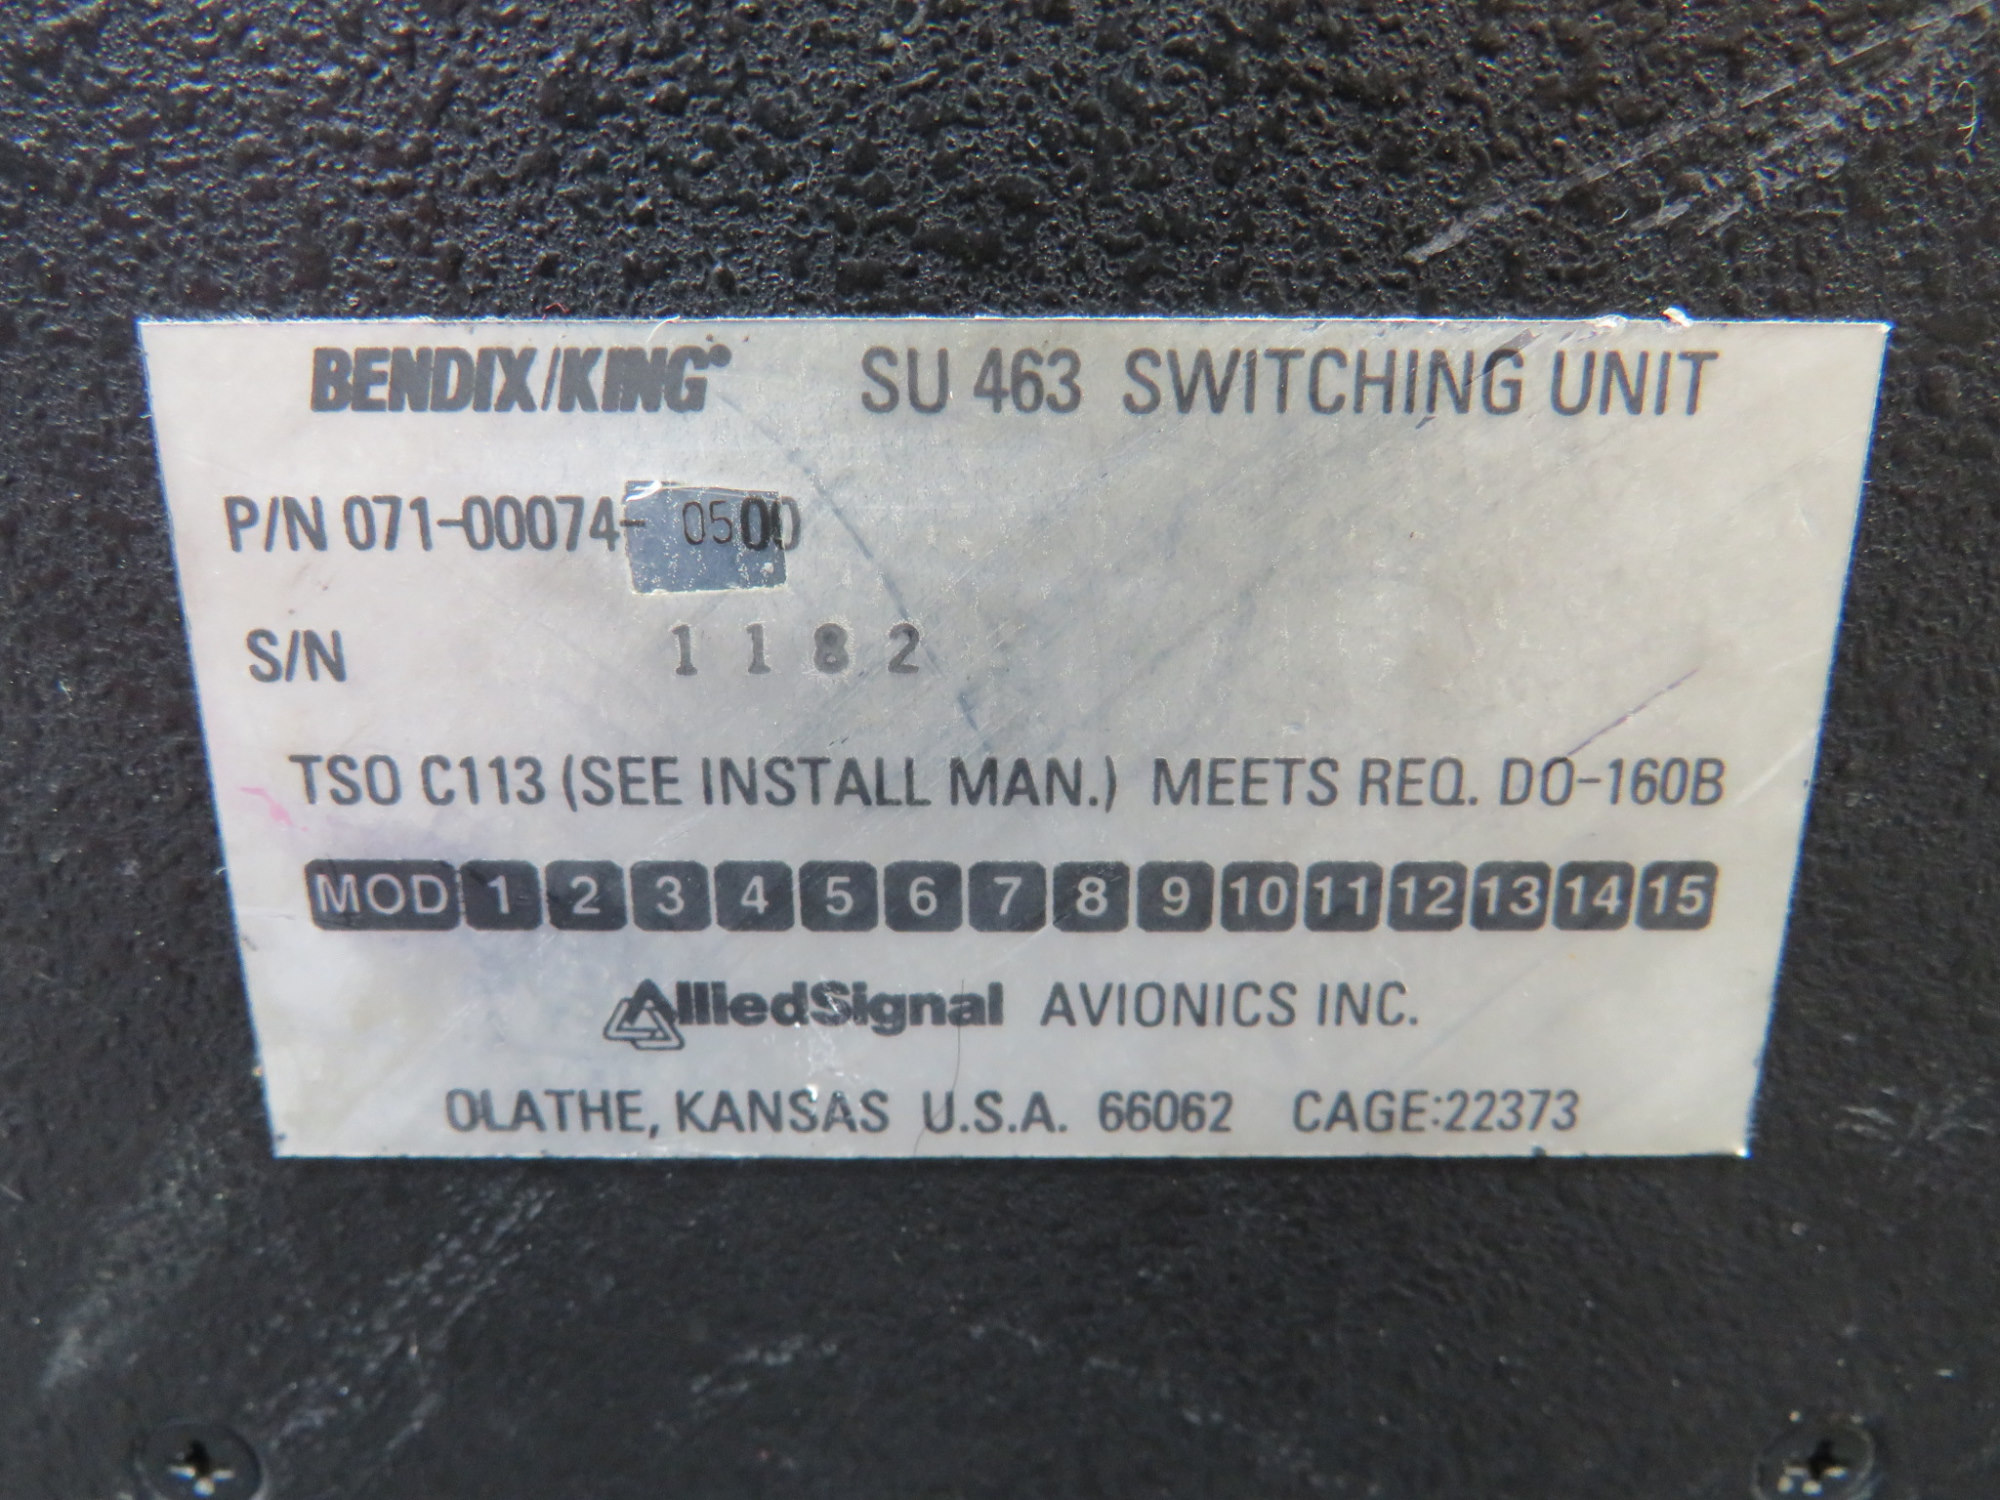 BENDIX/KING® SU 463 SWITCHING UNIT
P/N 071-00074-0500
S/N 1182
TSO C113 (SEE INSTALL MAN.) MEETS REQ. DO-160B
MOD 1 2 3 4 5 6 7 8 9 10 11 12 13 14 15
AlliedSignal AVIONICS INC.
OLATHE, KANSAS U.S.A. 66062 CAGE:22373